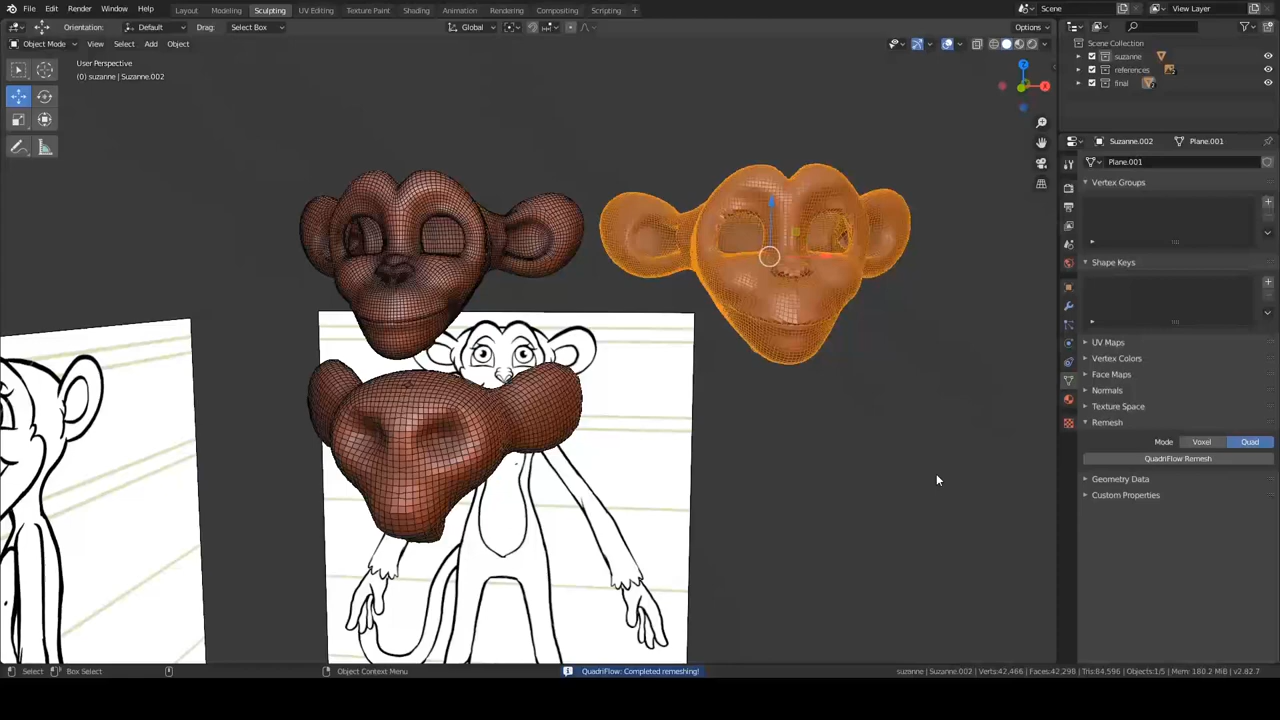 File Edit Render Window Help Layout Modeling Sculpting UV Editing Texture Paint Shading Animation Rendering Compositing Scripting + Scene View Layer
Orientation: Default Drag: Select Box Global Options
Object Mode View Select Add Object
User Perspective
(0) suzanne | Suzanne.002
Z
X
Scene Collection
suzanne
references
final
Suzanne.002 Plane.001
Plane.001
Vertex Groups
Shape Keys
UV Maps
Vertex Colors
Face Maps
Normals
Texture Space
Remesh
Mode Voxel Quad
QuadriFlow Remesh
Geometry Data
Custom Properties
Select Box Select Object Context Menu QuadriFlow: Completed remeshing! suzanne | Suzanne.002 | Verts:42,466 | Faces:42,298 | Tris:84,596 | Objects:1/5 | Mem: 180.2 MiB | v2.82.7